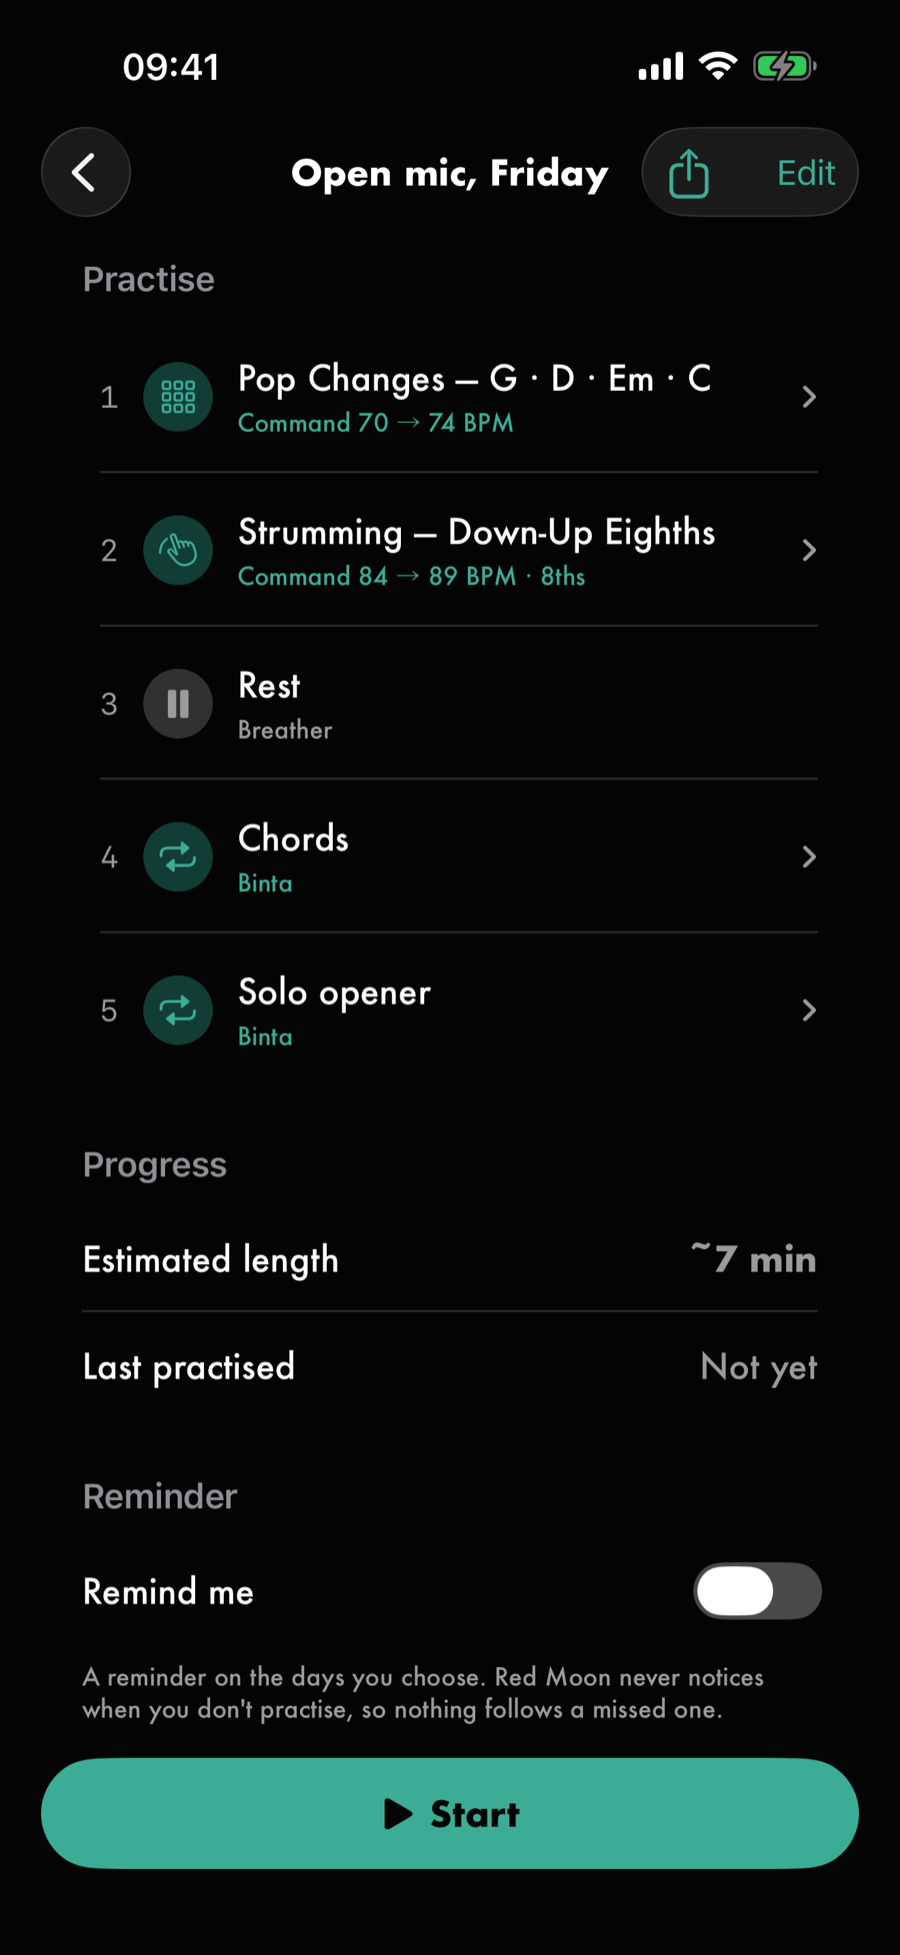 09:41
Open mic, Friday
Edit
Practise
1
Pop Changes — G · D · Em · C
Command 70 → 74 BPM
2
Strumming — Down-Up Eighths
Command 84 → 89 BPM · 8ths
3
Rest
Breather
4
Chords
Binta
5
Solo opener
Binta
Progress
Estimated length
~7 min
Last practised
Not yet
Reminder
Remind me
A reminder on the days you choose. Red Moon never notices
when you don't practise, so nothing follows a missed one.
Start